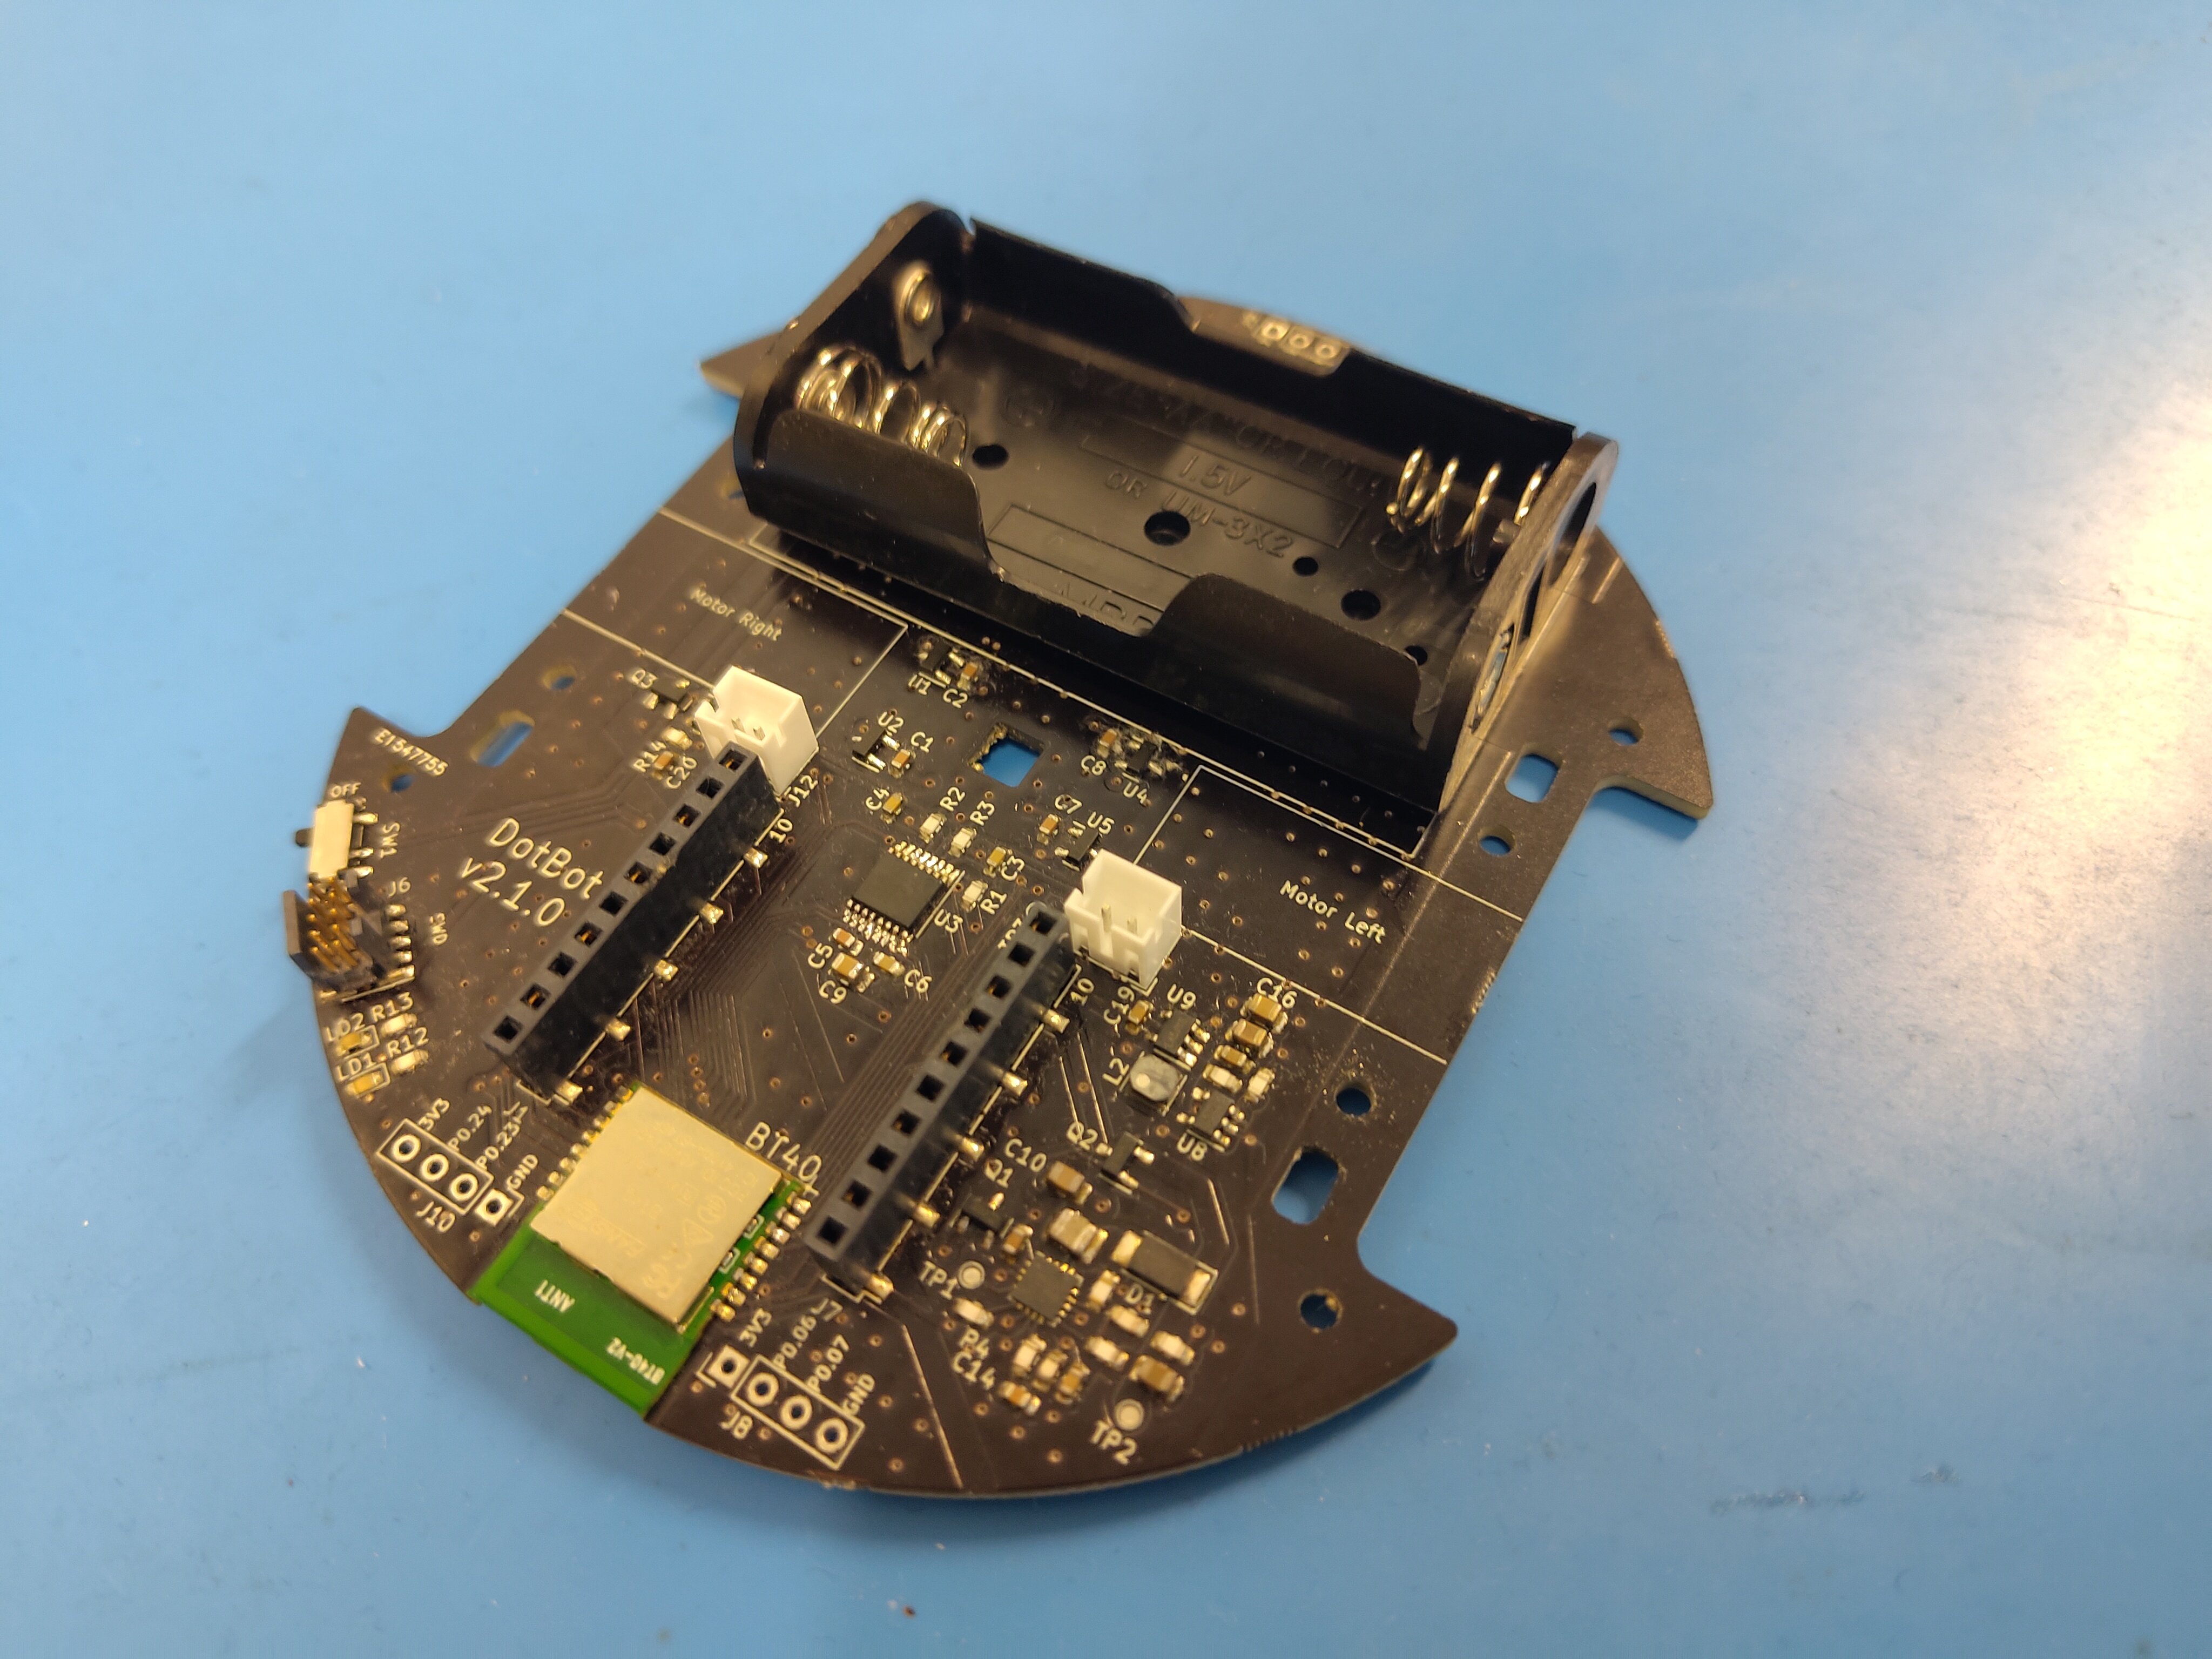 1.5V
OR UM-3X2
Motor Right
Q3
U1
C2
R14
C20
U2
C1
C8
U4
J12
10
C4
R2
R3
C7
U5
E1547755
OFF
SW1
DotBot
v2.1.0
J6
SWD
C3
R1
U3
Motor Left
C5
C6
C9
10
C19
U9
C16
L2
U8
LD2
R13
LD1
R12
3V3
P0.24
P0.23
GND
J10
BT40
Q2
C10
Q1
TP1
D1
ANT1
BT40-V2
J7
3V3
P0.06
P0.07
GND
J8
R4
C14
TP2